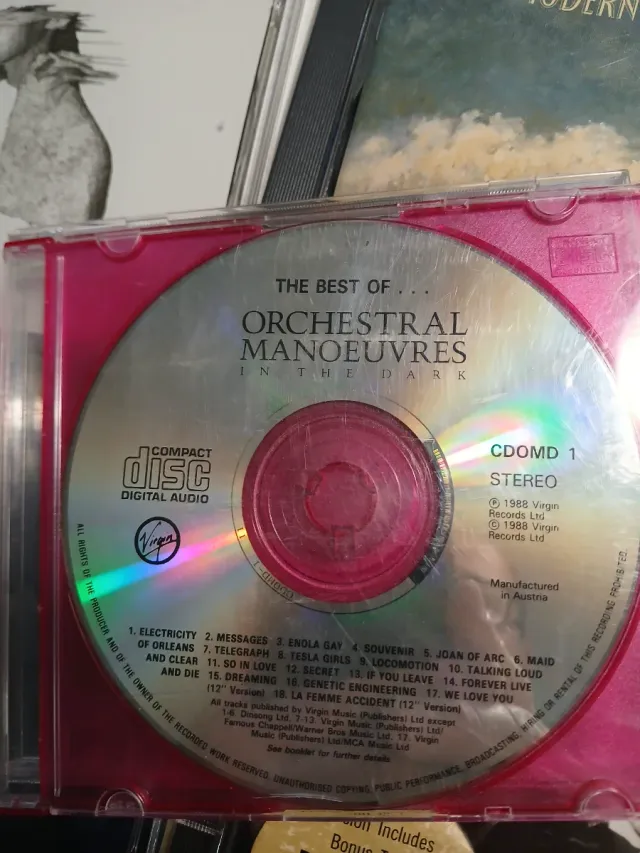 MODERN
THE BEST OF . . .
ORCHESTRAL
MANOEUVRES
IN THE DARK
COMPACT
disc
DIGITAL AUDIO
Virgin
CDOMD 1
STEREO
℗ 1988 Virgin
Records Ltd
© 1988 Virgin
Records Ltd
Manufactured
in Austria
1. ELECTRICITY 2. MESSAGES 3. ENOLA GAY 4. SOUVENIR 5. JOAN OF ARC 6. MAID
OF ORLEANS 7. TELEGRAPH 8. TESLA GIRLS 9. LOCOMOTION 10. TALKING LOUD
AND CLEAR 11. SO IN LOVE 12. SECRET 13. IF YOU LEAVE 14. FOREVER LIVE
AND DIE 15. DREAMING 16. GENETIC ENGINEERING 17. WE LOVE YOU
(12" Version) 18. LA FEMME ACCIDENT (12" Version)
All tracks published by Virgin Music (Publishers) Ltd except
1-6 Dinsong Ltd. 7-13. Virgin Music (Publishers) Ltd/
Famous Chappell/Warner Bros Music Ltd. 17. Virgin
Music (Publishers) Ltd/MCA Music Ltd
See booklet for further details
ALL RIGHTS OF THE PRODUCER AND OF THE OWNER OF THE RECORDED WORK RESERVED. UNAUTHORISED COPYING, PUBLIC PERFORMANCE, BROADCASTING, HIRING OR RENTAL OF THIS RECORDING PROHIBITED.
Includes
Bonus